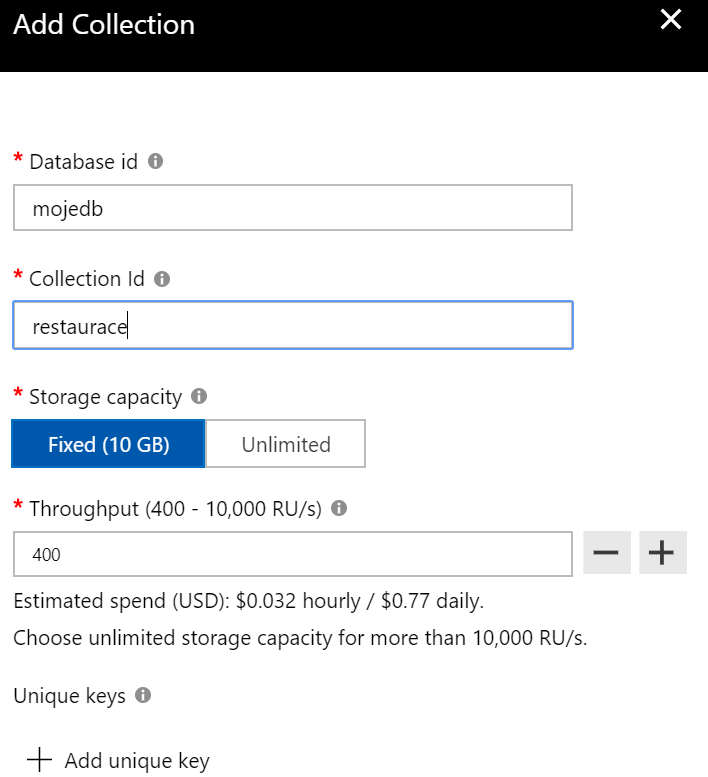 Add Collection
* Database id
mojedb
* Collection Id
restaurace
* Storage capacity
Fixed (10 GB) Unlimited
* Throughput (400 - 10,000 RU/s)
400
Estimated spend (USD): $0.032 hourly / $0.77 daily.
Choose unlimited storage capacity for more than 10,000 RU/s.
Unique keys
Add unique key